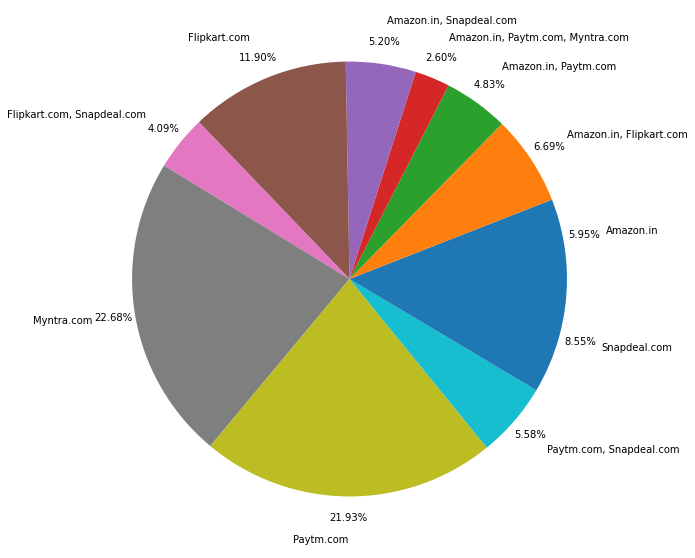 Amazon.in, Snapdeal.com
Flipkart.com
Amazon.in, Paytm.com, Myntra.com
5.20%
11.90%
2.60%
Amazon.in, Paytm.com
4.83%
Flipkart.com, Snapdeal.com
4.09%
Amazon.in, Flipkart.com
6.69%
Amazon.in
5.95%
Myntra.com
22.68%
8.55%
Snapdeal.com
5.58%
Paytm.com, Snapdeal.com
21.93%
Paytm.com